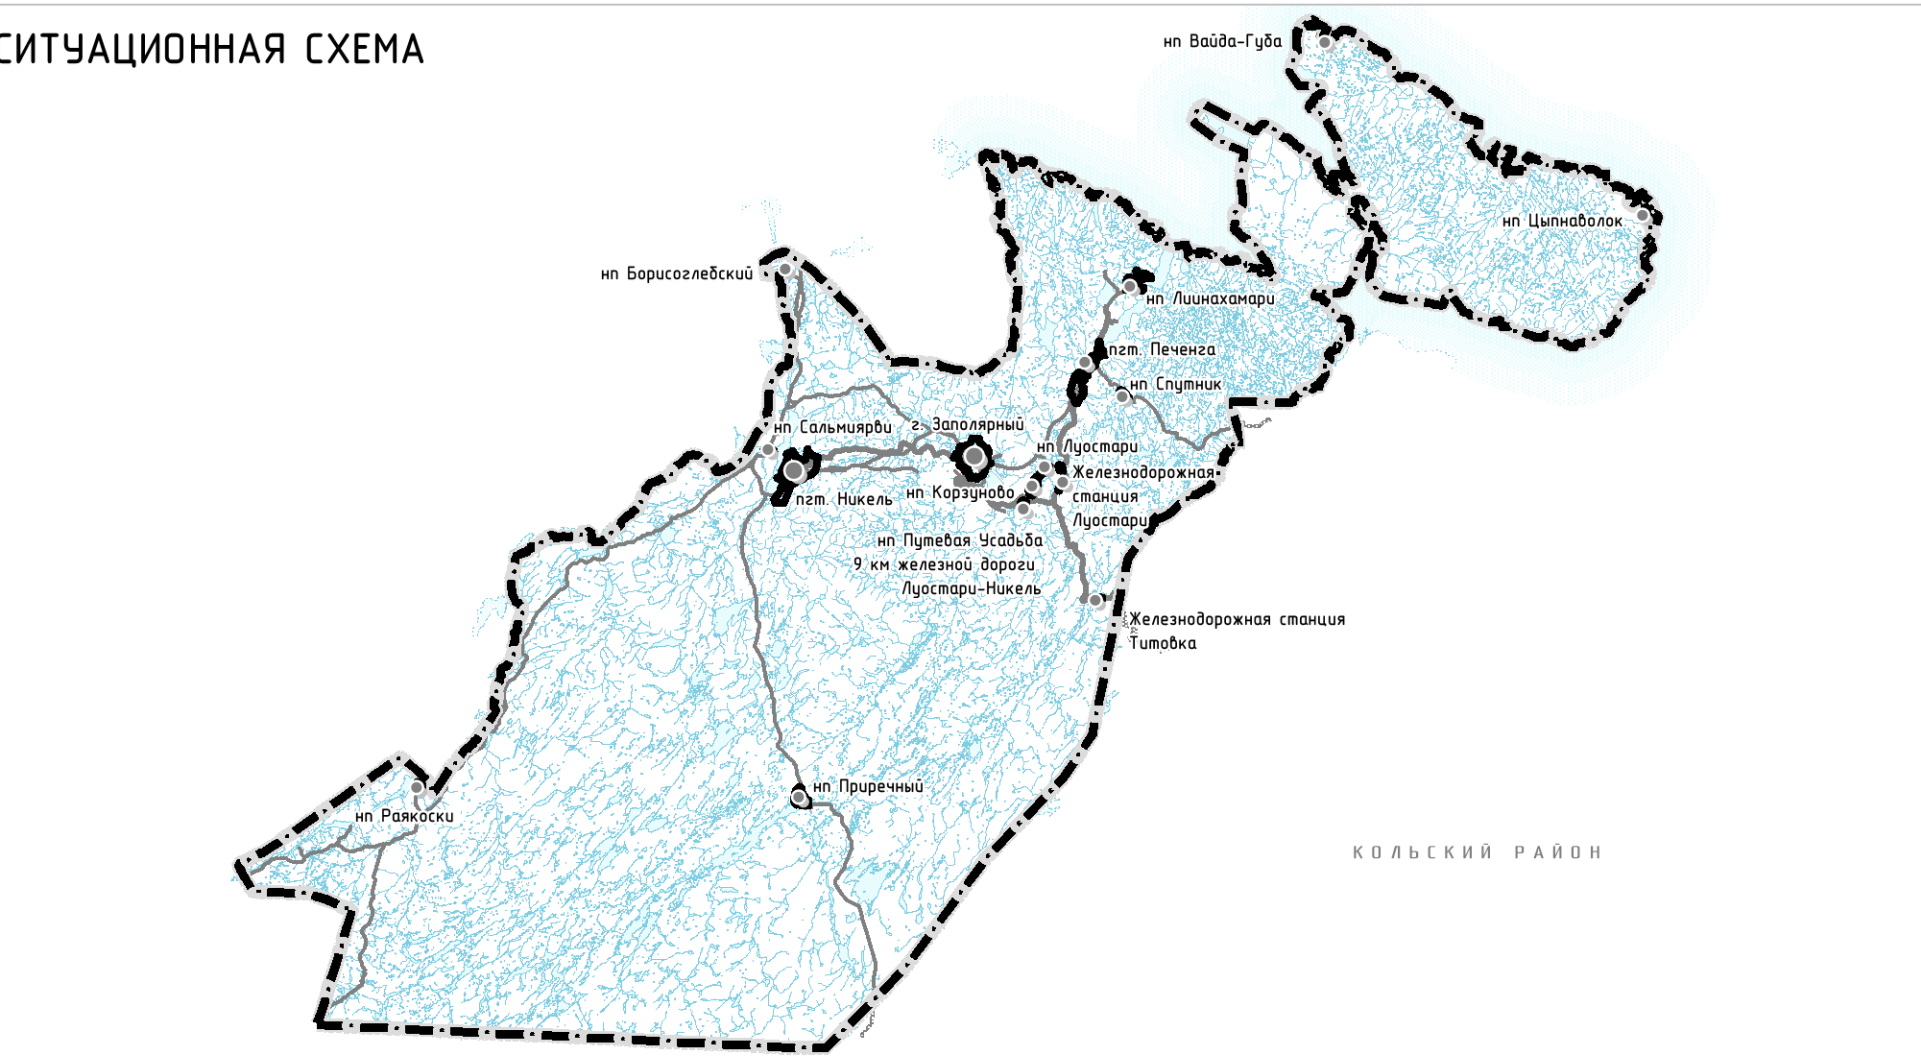 СИТУАЦИОННАЯ СХЕМА
нп Вайда-Губа
нп Цыпнаволок
нп Борисоглебский
нп Лиинахамари
пгт. Печенга
нп Спутник
нп Сальмиярви
г. Заполярный
нп Луостари
Железнодорожная
станция
Луостари
пгт. Никель
нп Корзуново
нп Путевая Усадьба
9 км железной дороги
Луостари-Никель
Железнодорожная станция
Титовка
нп Приречный
нп Раякоски
КОЛЬСКИЙ РАЙОН